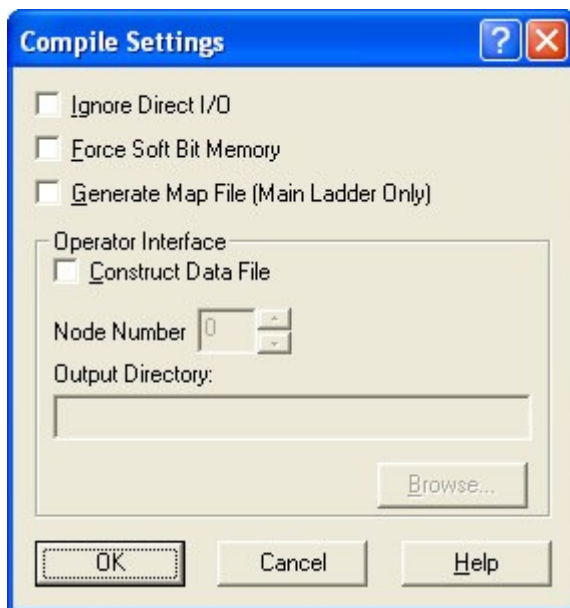 Compile Settings
Ignore Direct I/O
Force Soft Bit Memory
Generate Map File (Main Ladder Only)
Operator Interface
Construct Data File
Node Number 0
Output Directory:
Browse...
OK Cancel Help